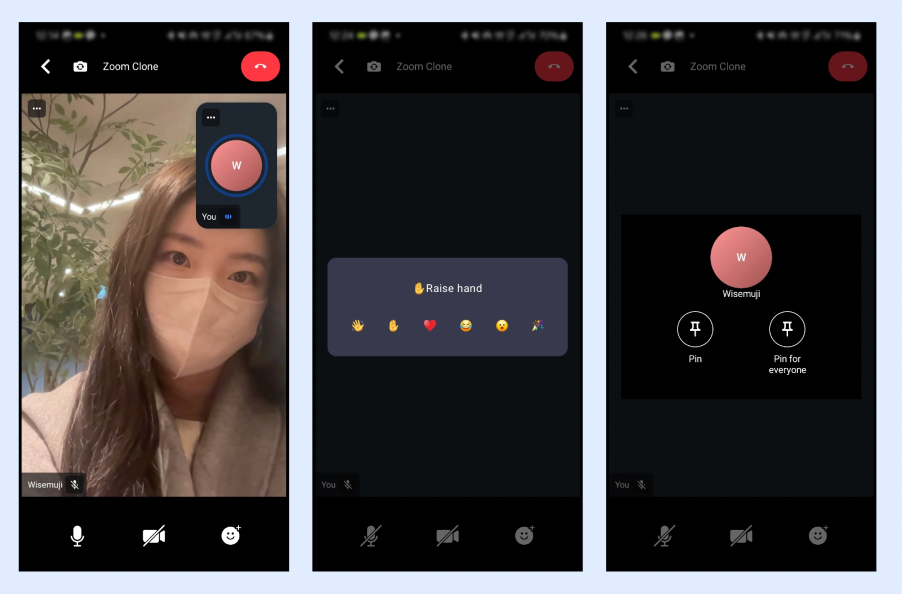 Zoom Clone
W
You
Wisemuji
Zoom Clone
Raise hand
You
Zoom Clone
W
Wisemuji
Pin
Pin for
everyone
You